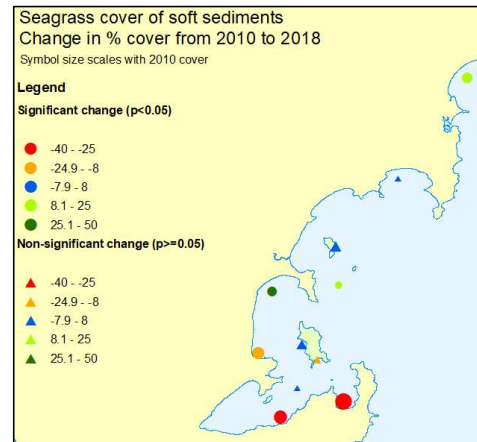 Seagrass cover of soft sediments
Change in % cover from 2010 to 2018
Symbol size scales with 2010 cover
Legend
Significant change (p<0.05)
-40 - -25
-24.9 - -8
-7.9 - 8
8.1 - 25
25.1 - 50
Non-significant change (p>=0.05)
-40 - -25
-24.9 - -8
-7.9 - 8
8.1 - 25
25.1 - 50